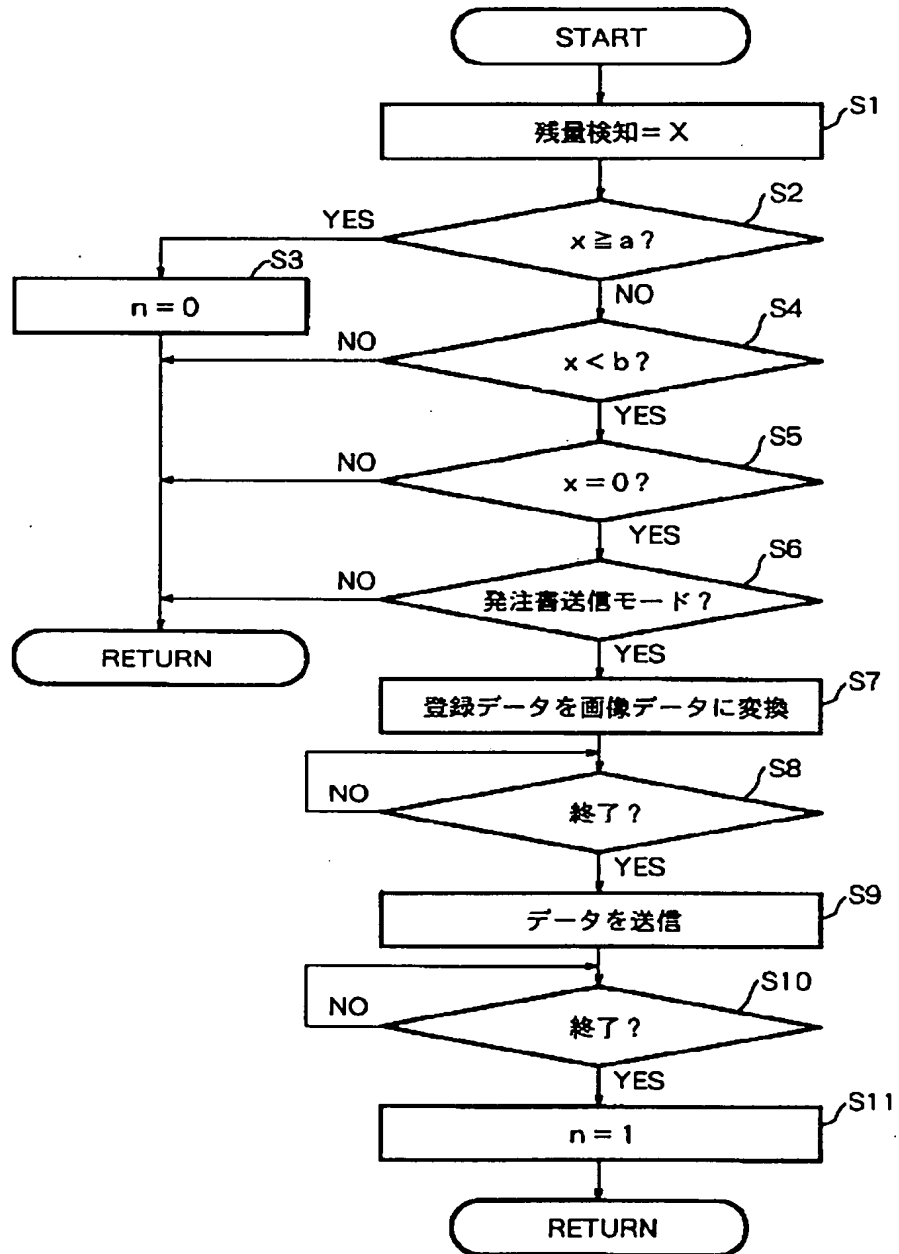 START
残量検知=X
S1
S2
x≧a?
YES
NO
S3
n=0
S4
x<b?
NO
YES
S5
x=0?
NO
YES
S6
発注書送信モード?
NO
YES
RETURN
S7
登録データを画像データに変換
S8
終了?
NO
YES
S9
データを送信
S10
終了?
NO
YES
S11
n=1
RETURN